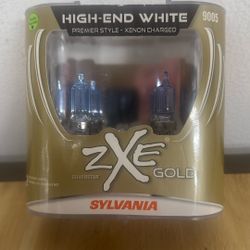 HIGH-END WHITE
PREMIER STYLE - XENON CHARGED
9005
ZXE
GOLD
SYLVANIA